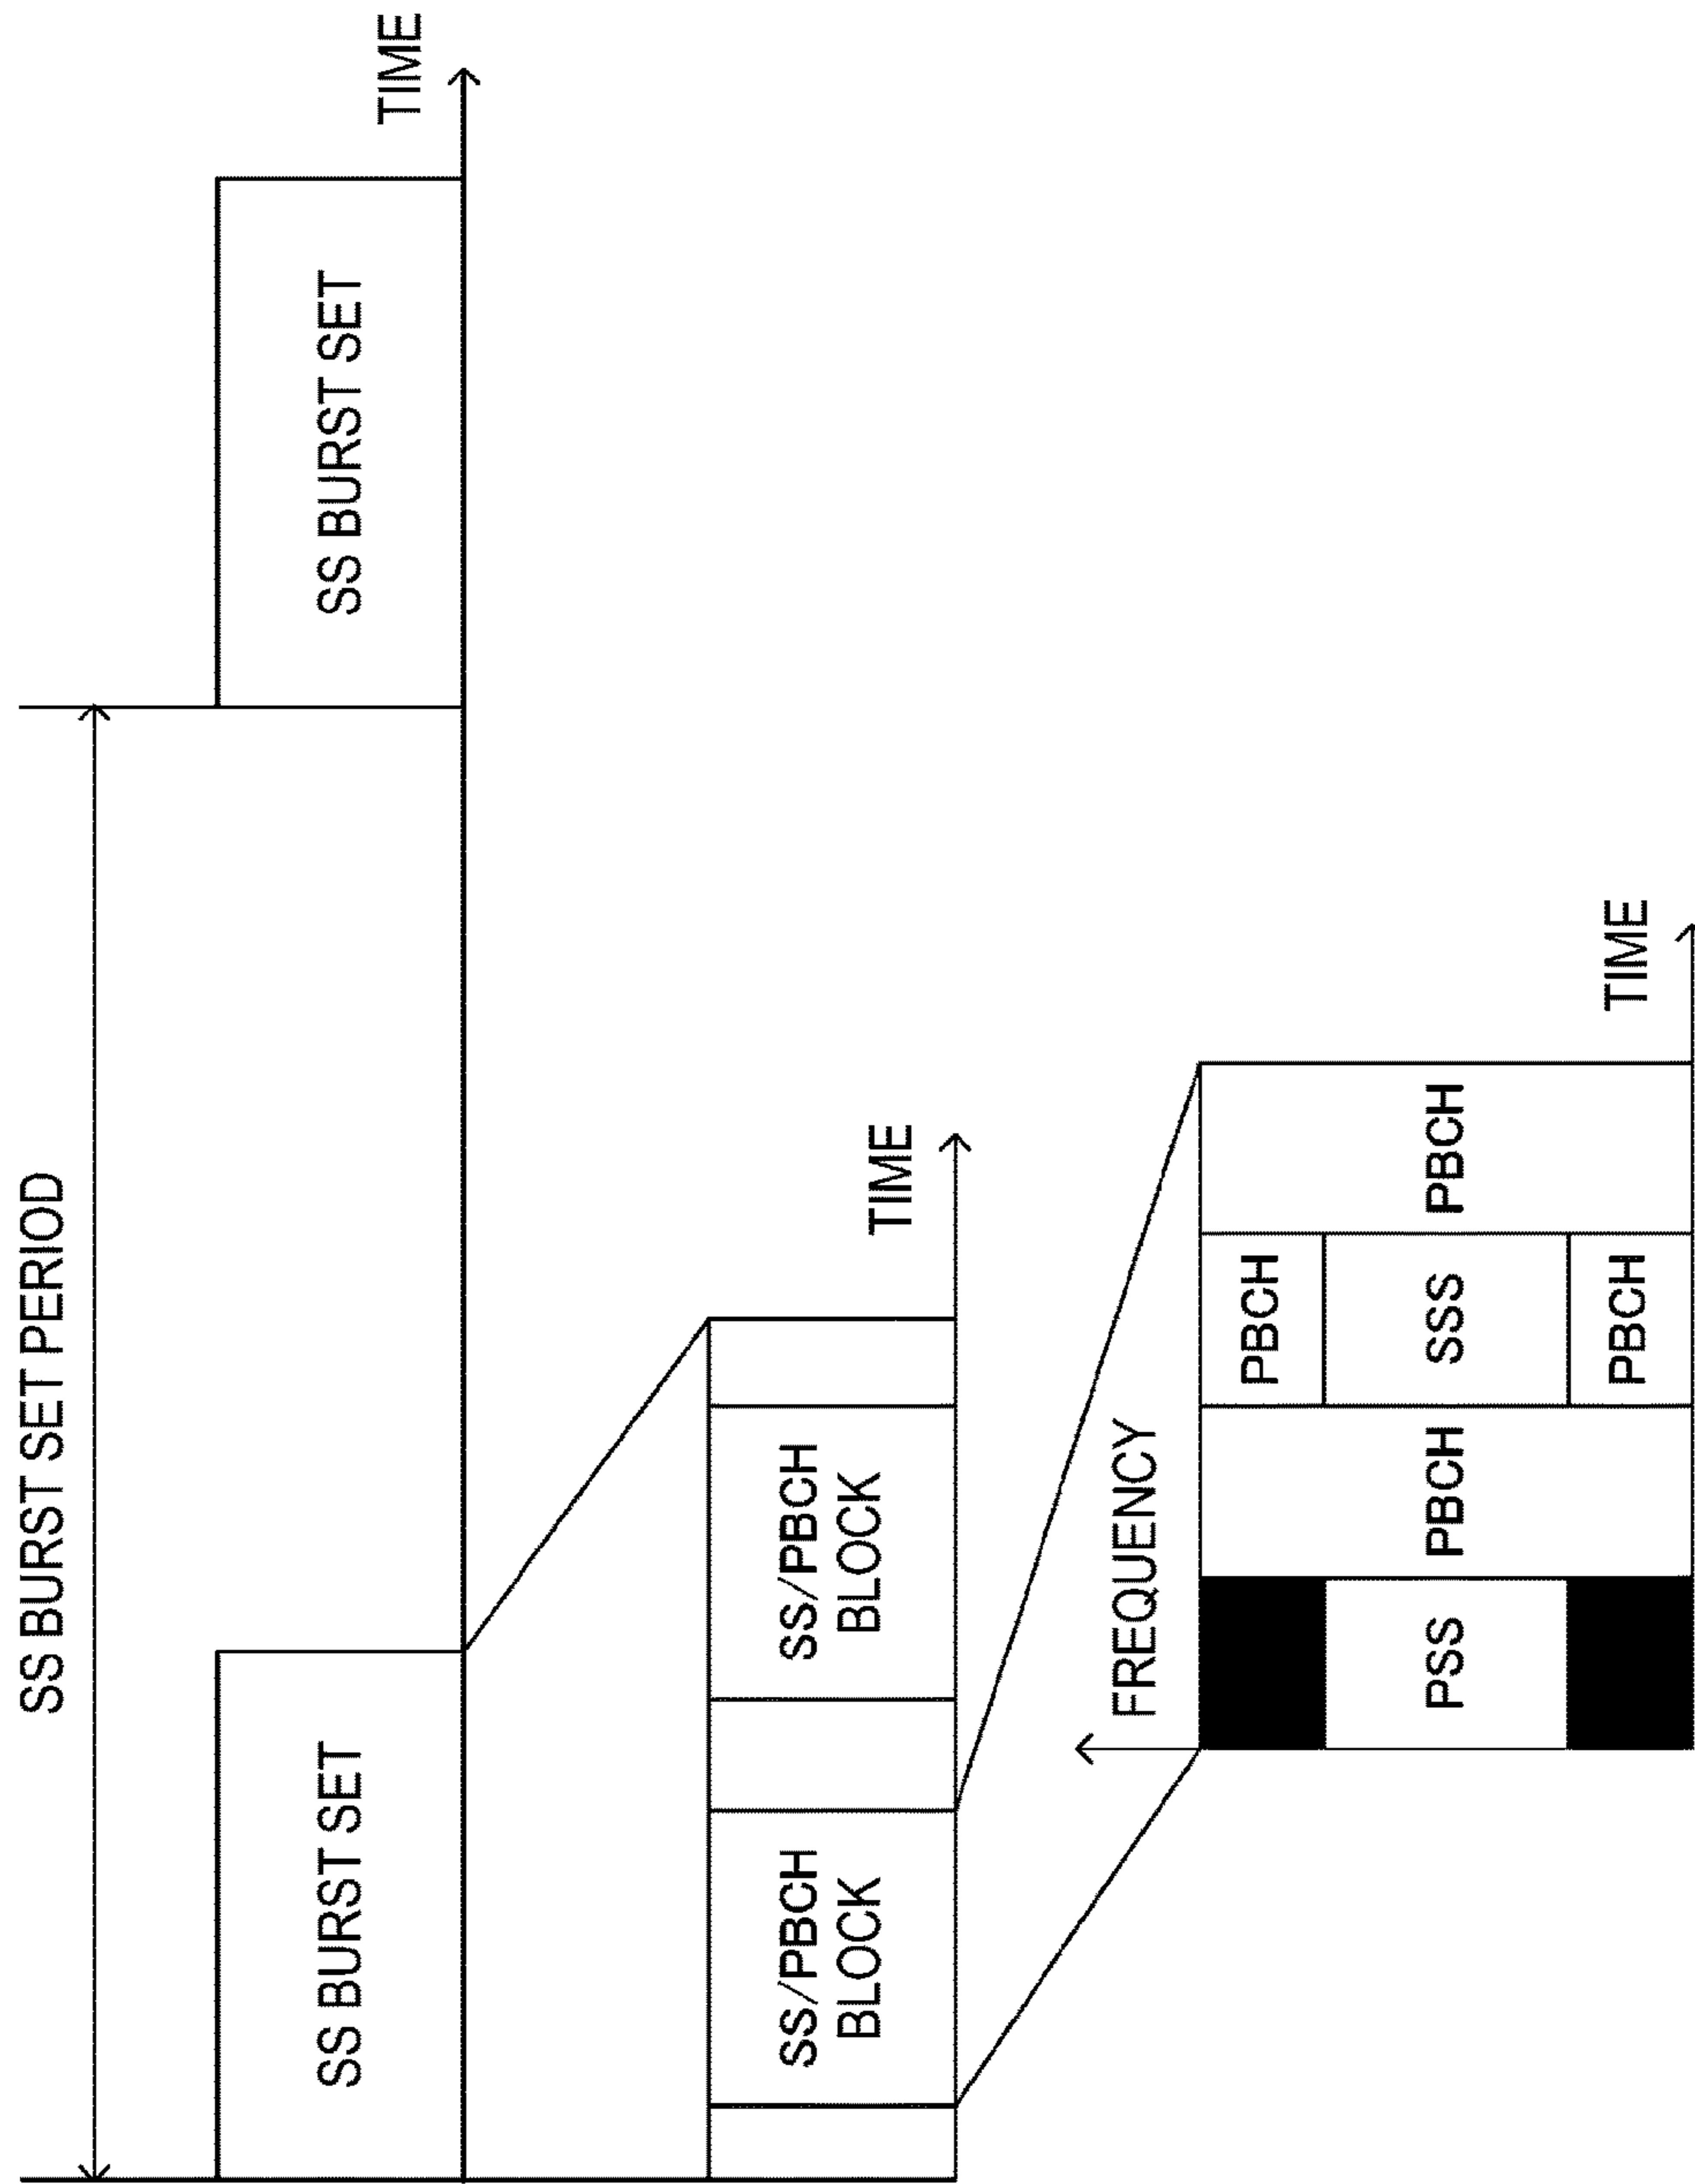 SS BURST SET PERIOD
SS BURST SET
SS BURST SET
TIME
SS/PBCH
BLOCK
SS/PBCH
BLOCK
TIME
FREQUENCY
PSS
PBCH
PBCH
SSS
PBCH
PBCH
TIME